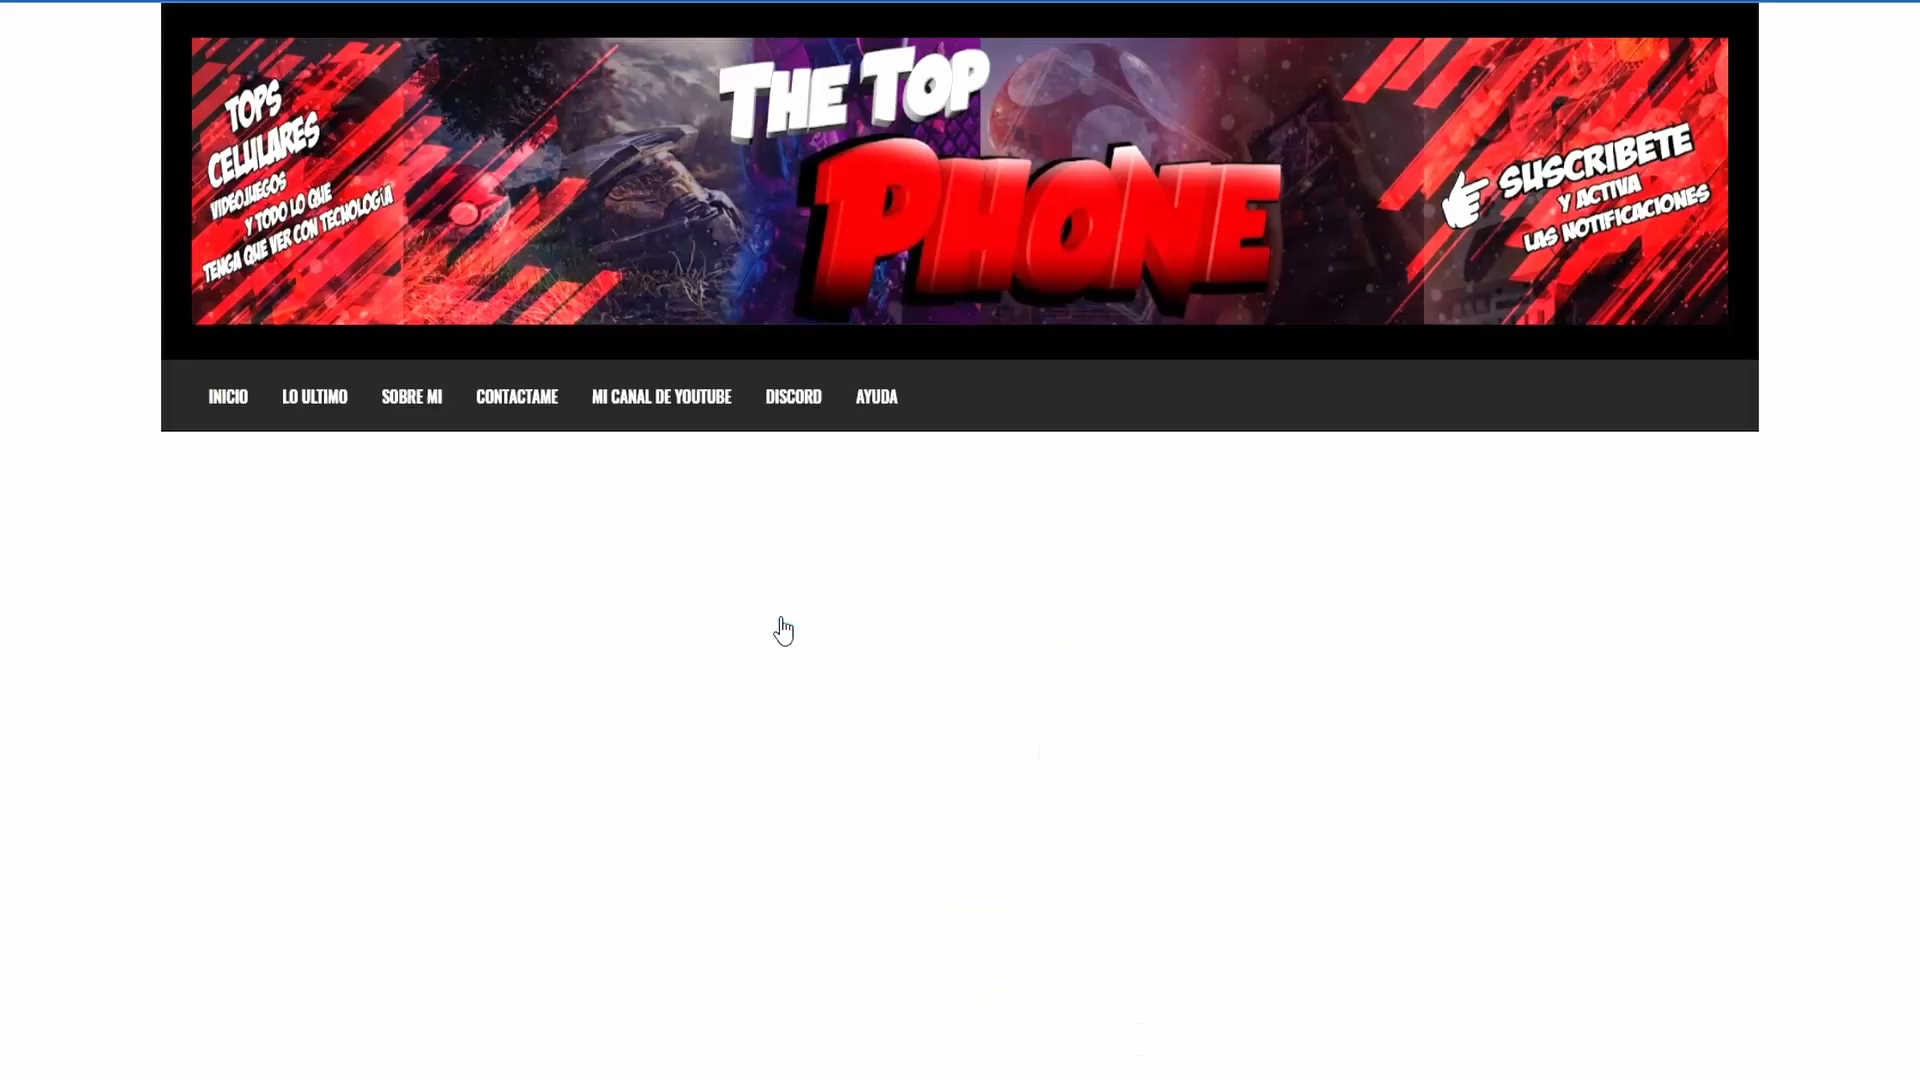 TOPS
CELULARES
VIDEOJUEGOS
Y TODO LO QUE
TENGA QUE VER CON TECNOLOGÍA
THE TOP
PHONE
SUSCRIBETE
Y ACTIVA
LAS NOTIFICACIONES
INICIO LO ULTIMO SOBRE MI CONTACTAME MI CANAL DE YOUTUBE DISCORD AYUDA